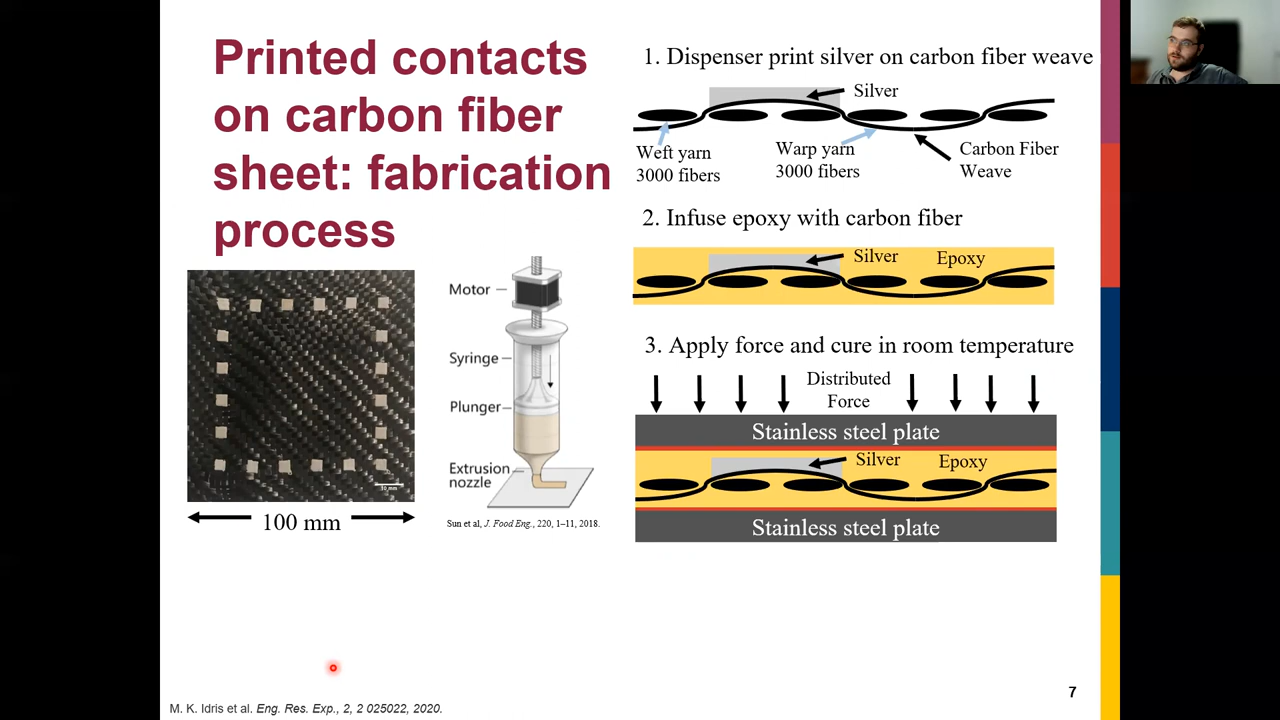 Printed contacts
on carbon fiber
sheet: fabrication
process
100 mm
Motor
Syringe
Plunger
Extrusion
nozzle
Sun et al, J. Food Eng., 220, 1–11, 2018.
1. Dispenser print silver on carbon fiber weave
Silver
Weft yarn
3000 fibers
Warp yarn
3000 fibers
Carbon Fiber
Weave
2. Infuse epoxy with carbon fiber
Silver
Epoxy
3. Apply force and cure in room temperature
Distributed
Force
Stainless steel plate
Silver
Epoxy
Stainless steel plate
M. K. Idris et al. Eng. Res. Exp., 2, 2 025022, 2020.
7